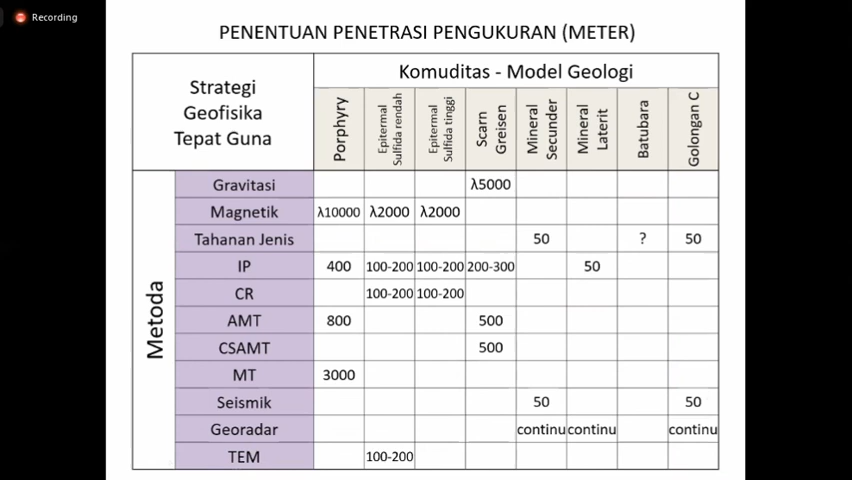 Recording
PENENTUAN PENETRASI PENGUKURAN (METER)
Strategi
Geofisika
Tepat Guna
Komuditas - Model Geologi
Porphyry
Epitermal
Sulfida rendah
Epitermal
Sulfida tinggi
Scarn
Greisen
Mineral
Secunder
Mineral
Laterit
Batubara
Golongan C
Metoda
Gravitasi λ5000
Magnetik λ10000 λ2000 λ2000
Tahanan Jenis 50 ? 50
IP 400 100-200 100-200 200-300 50
CR 100-200 100-200
AMT 800 500
CSAMT 500
MT 3000
Seismik 50 50
Georadar continu continu continu
TEM 100-200